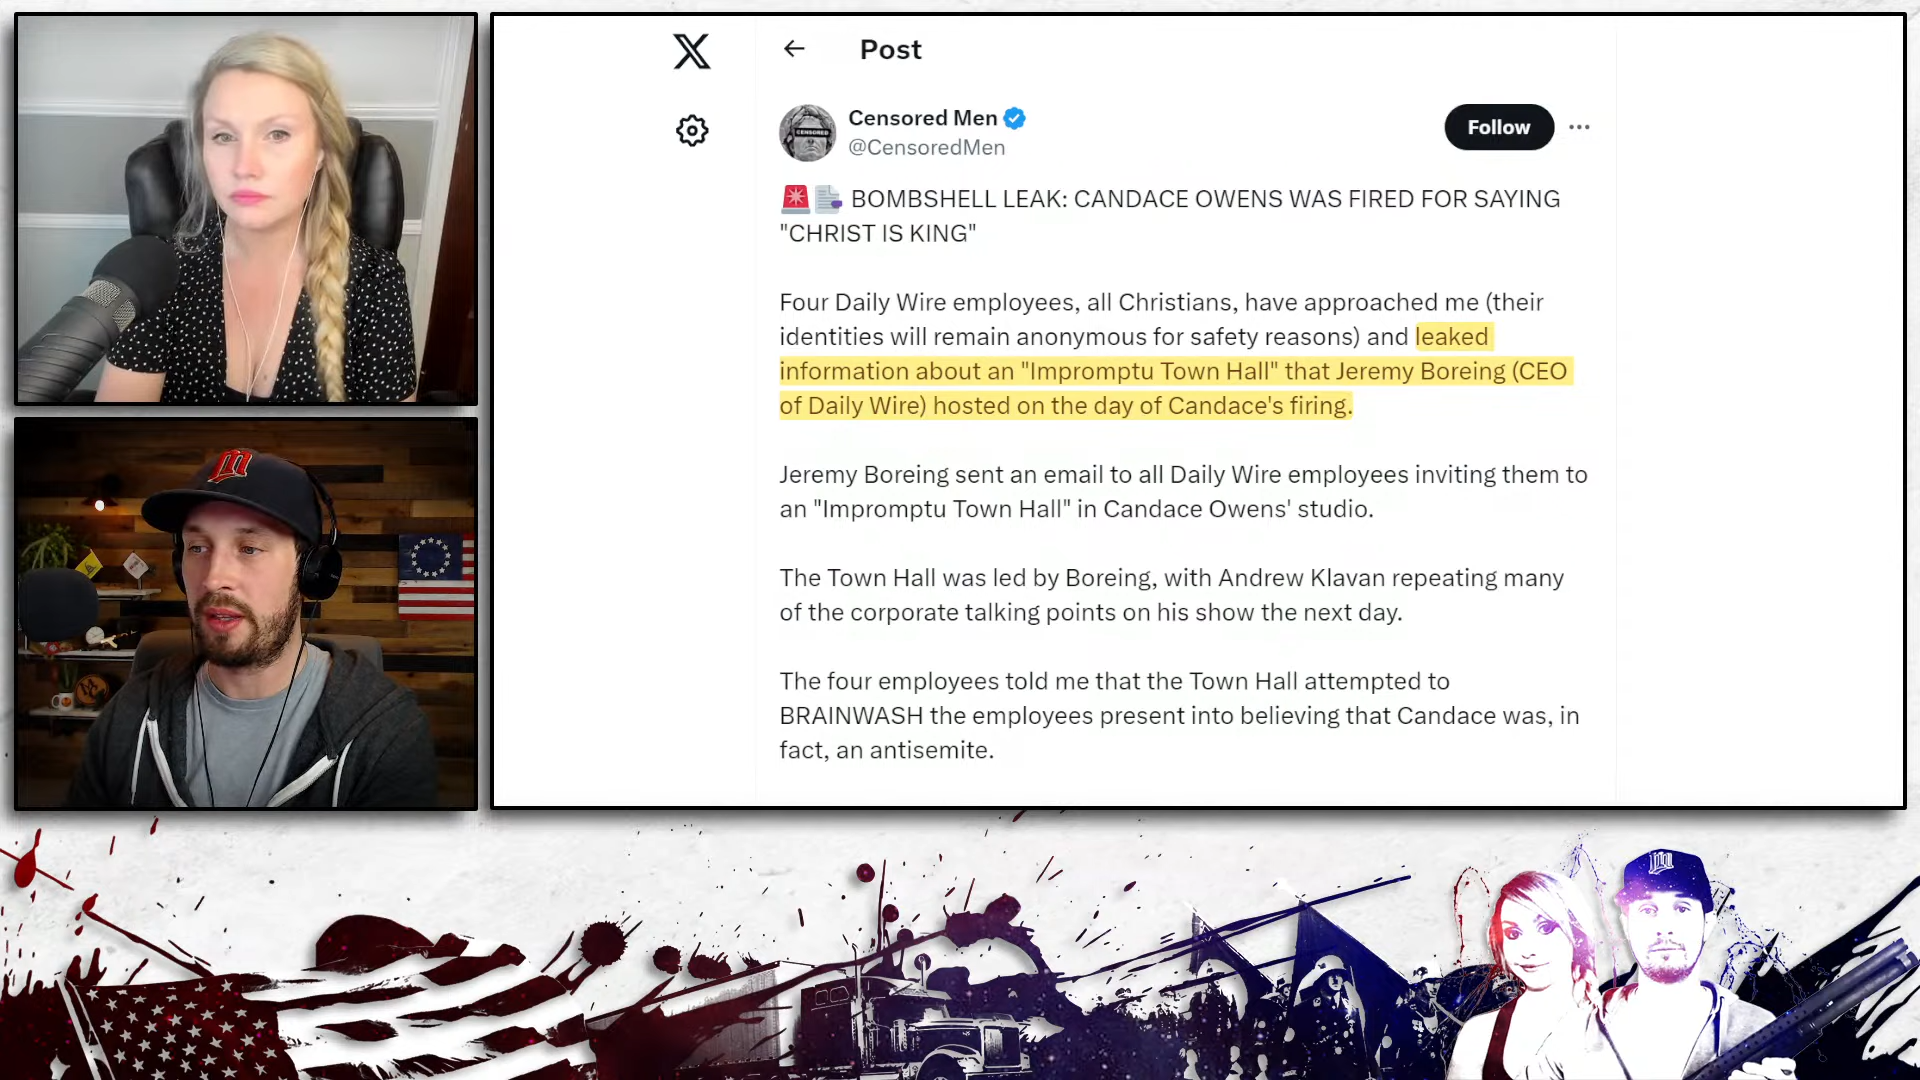 Post
Censored Men
@CensoredMen
Follow
CENSORED
BOMBSHELL LEAK: CANDACE OWENS WAS FIRED FOR SAYING
"CHRIST IS KING"
Four Daily Wire employees, all Christians, have approached me (their
identities will remain anonymous for safety reasons) and leaked
information about an "Impromptu Town Hall" that Jeremy Boreing (CEO
of Daily Wire) hosted on the day of Candace's firing.
Jeremy Boreing sent an email to all Daily Wire employees inviting them to
an "Impromptu Town Hall" in Candace Owens' studio.
The Town Hall was led by Boreing, with Andrew Klavan repeating many
of the corporate talking points on his show the next day.
The four employees told me that the Town Hall attempted to
BRAINWASH the employees present into believing that Candace was, in
fact, an antisemite.